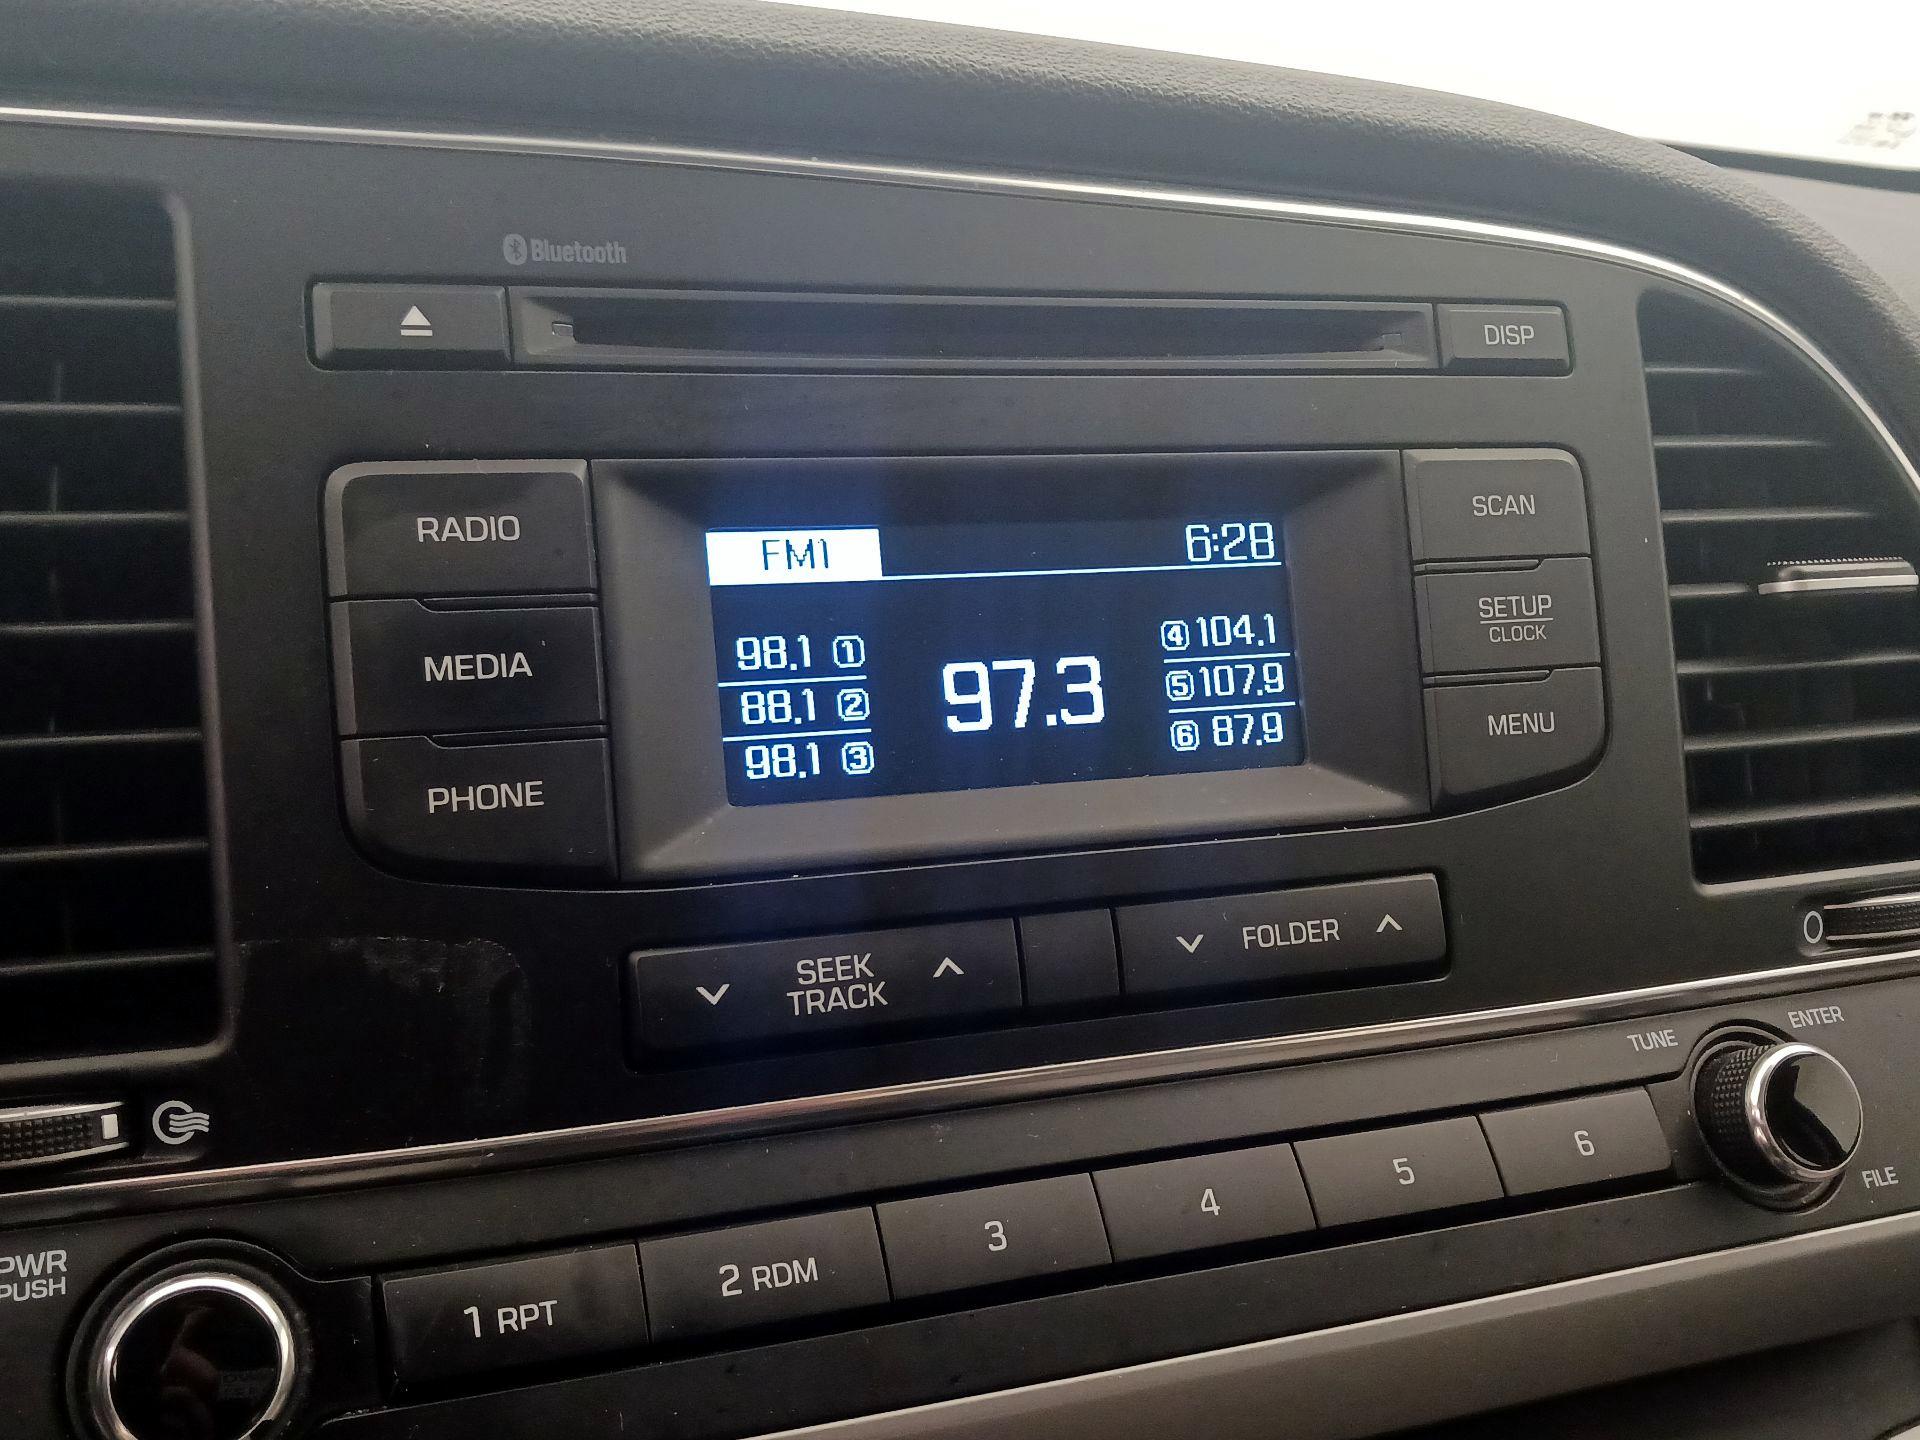 Bluetooth
DISP
RADIO
MEDIA
PHONE
FM1 6:28
98.1 1
88.1 2
98.1 3
97.3
4 104.1
5 107.9
6 87.9
SCAN
SETUP
CLOCK
MENU
SEEK
TRACK
FOLDER
0
TUNE
ENTER
FILE
PWR
PUSH
1 RPT
2 RDM
3
4
5
6